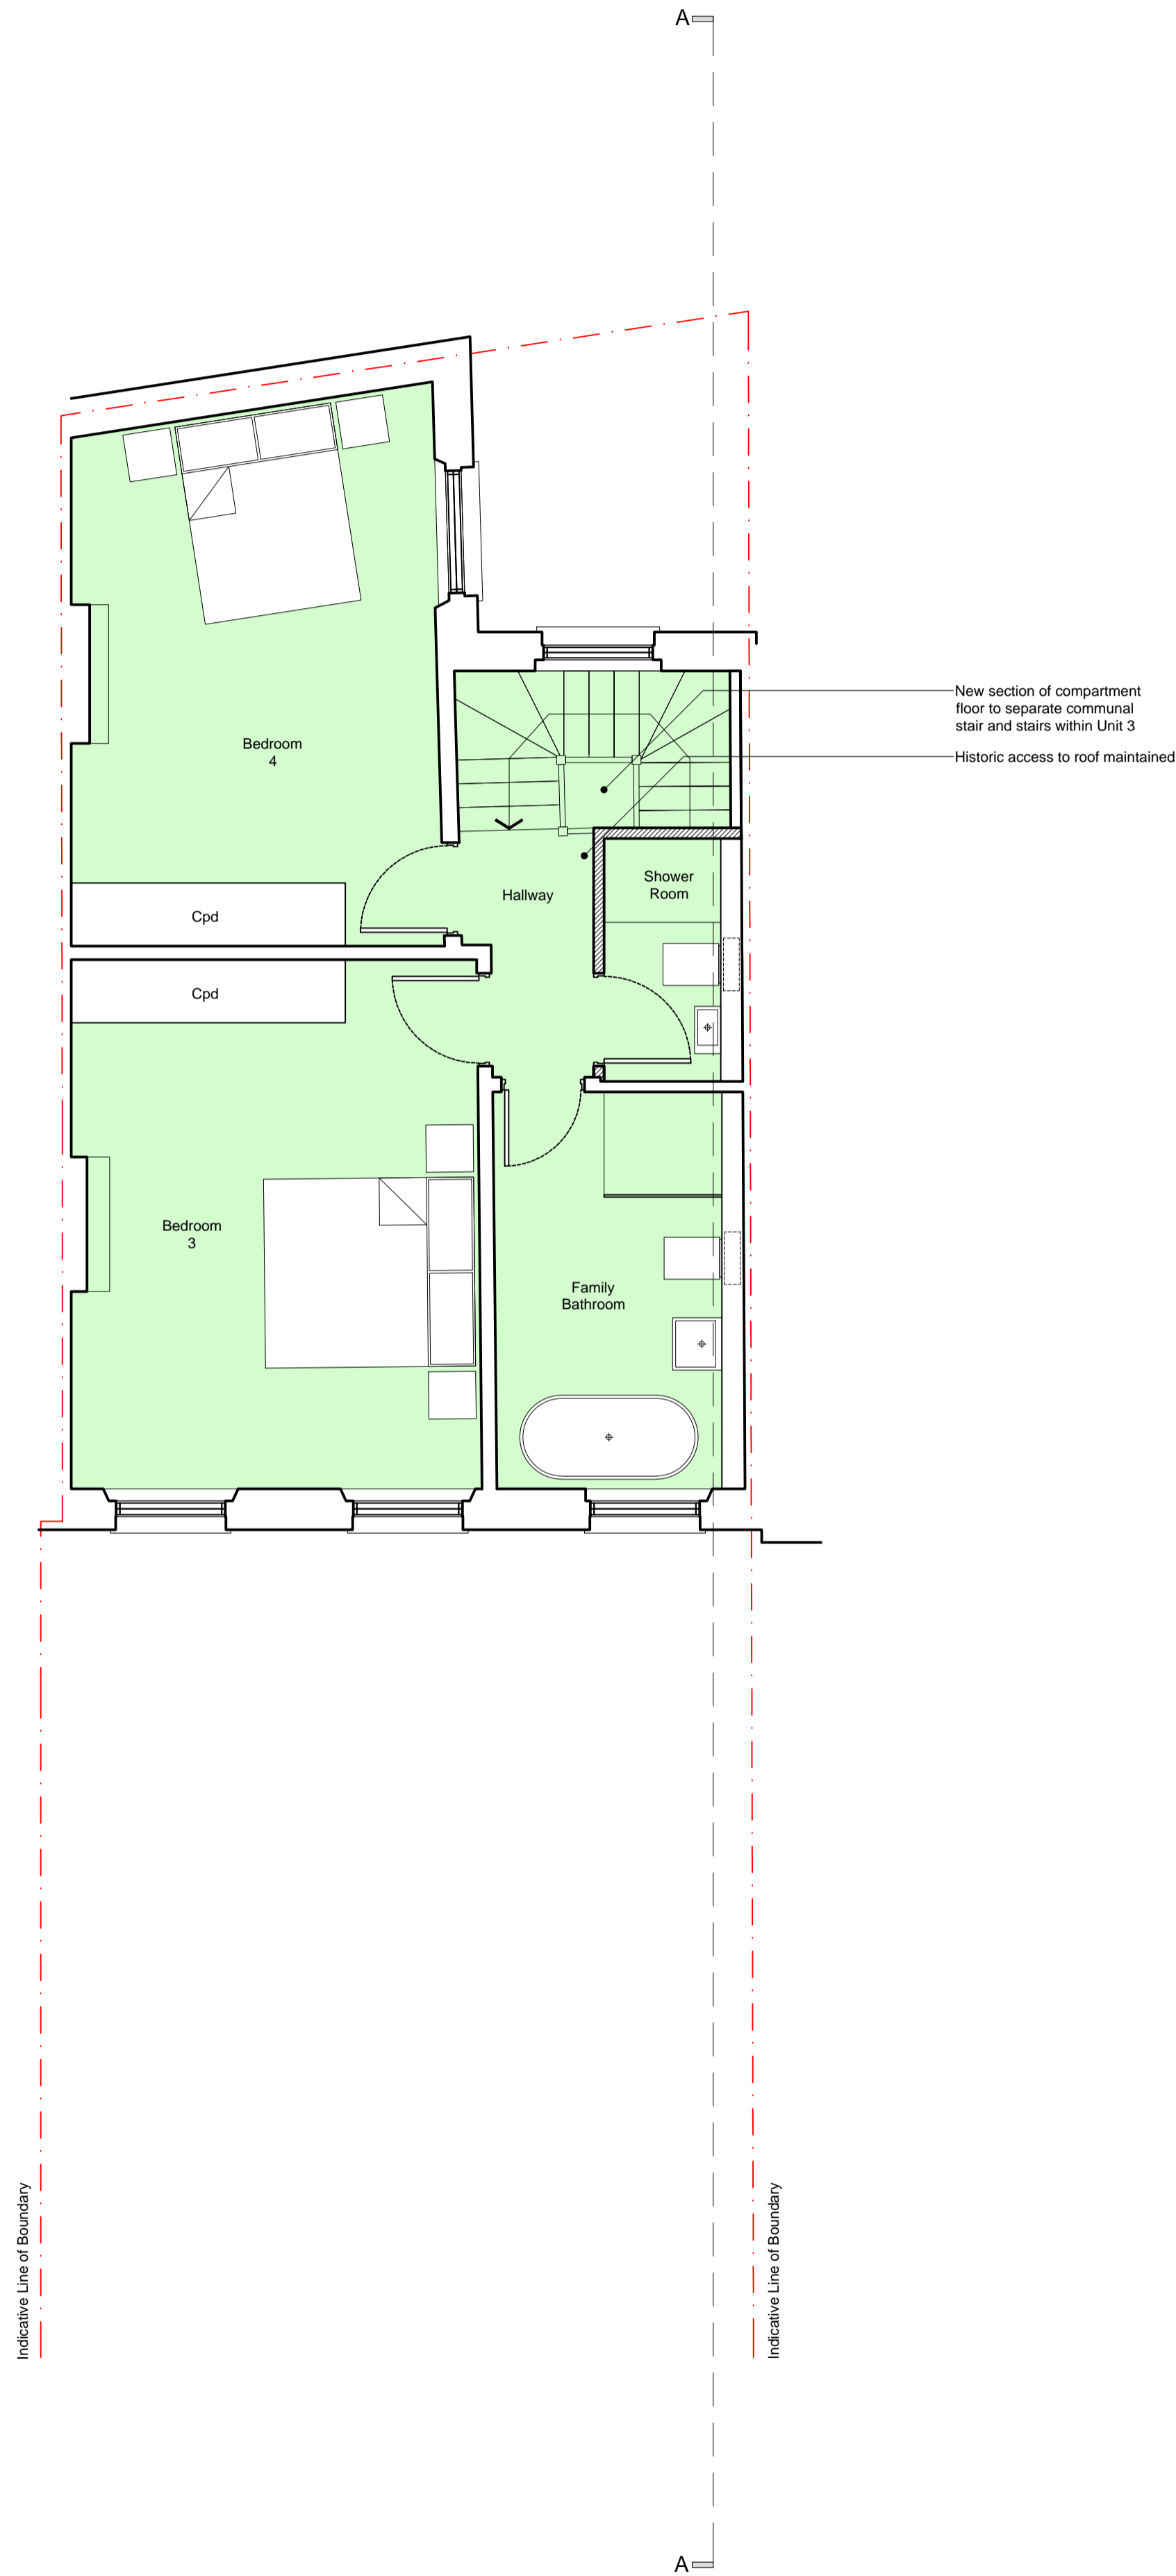 A
New section of compartment
floor to separate communal
stair and stairs within Unit 3
Historic access to roof maintained
Bedroom
4
Hallway
Shower
Room
Cpd
Cpd
Bedroom
3
Family
Bathroom
Indicative Line of Boundary
Indicative Line of Boundary
A